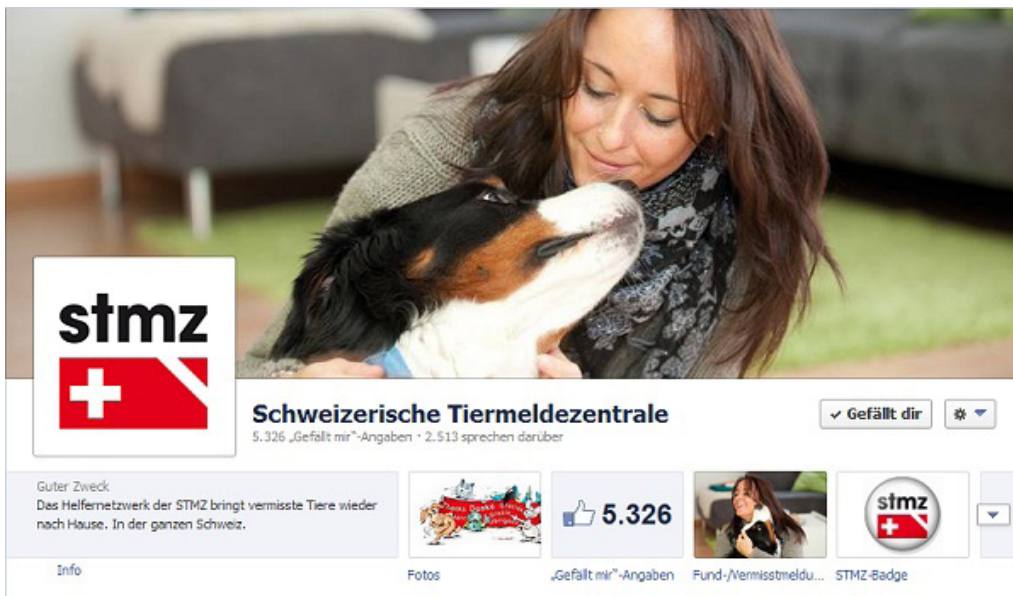 stmz
Schweizerische Tiermeldezentrale
✓ Gefällt dir
5.326 „Gefällt mir“-Angaben · 2.513 sprechen darüber
Guter Zweck
Das Helfernetzwerk der STMZ bringt vermisste Tiere wieder
nach Hause. In der ganzen Schweiz.
Info
Danke
Fotos
5.326
„Gefällt mir“-Angaben
Fund-/Vermisstmeldu...
stmz
STMZ-Badge